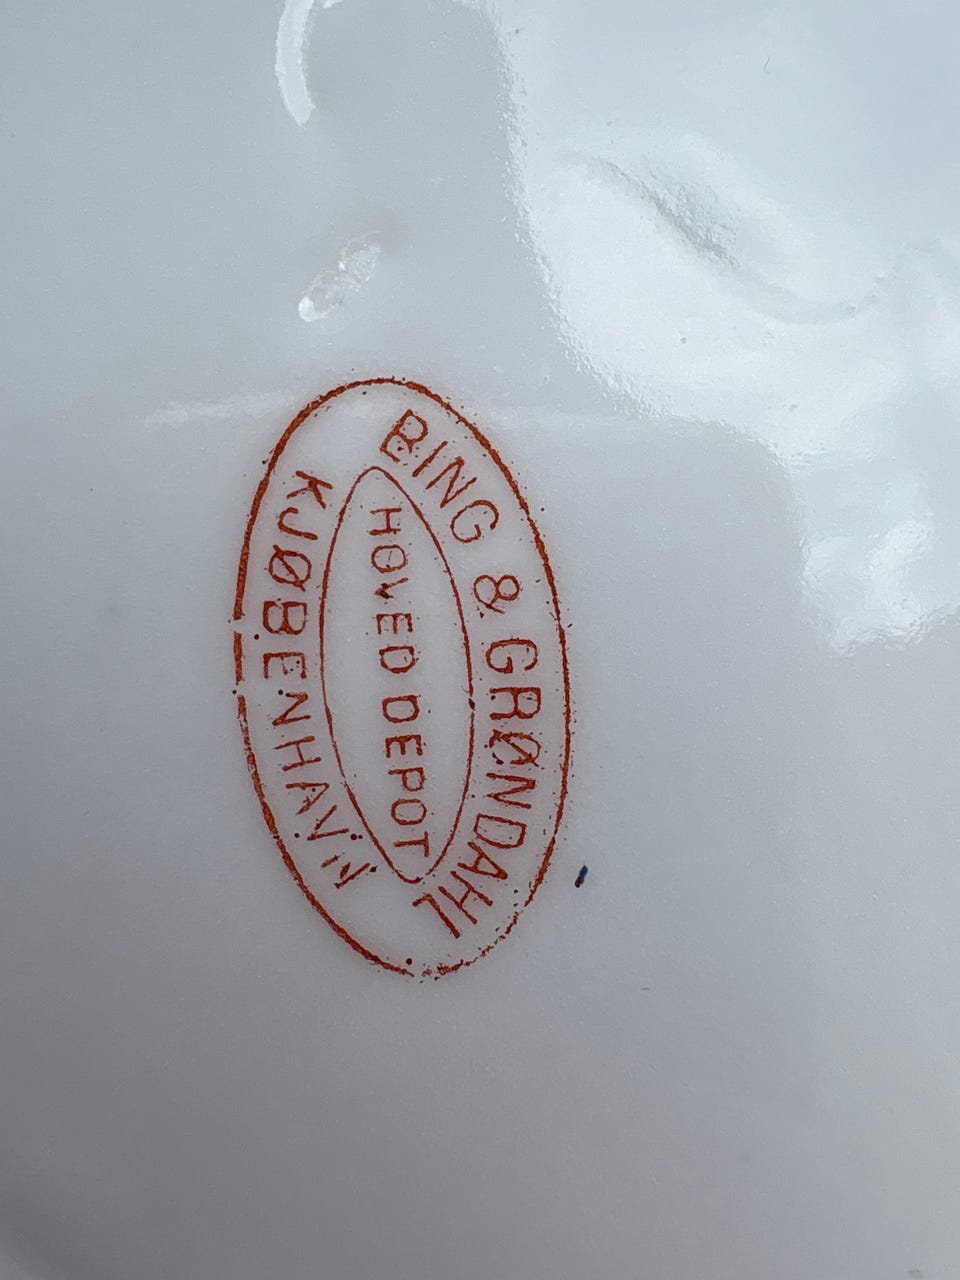 BING & GRØNDAHL
HOVED DEPOT
KJØBENHAVN